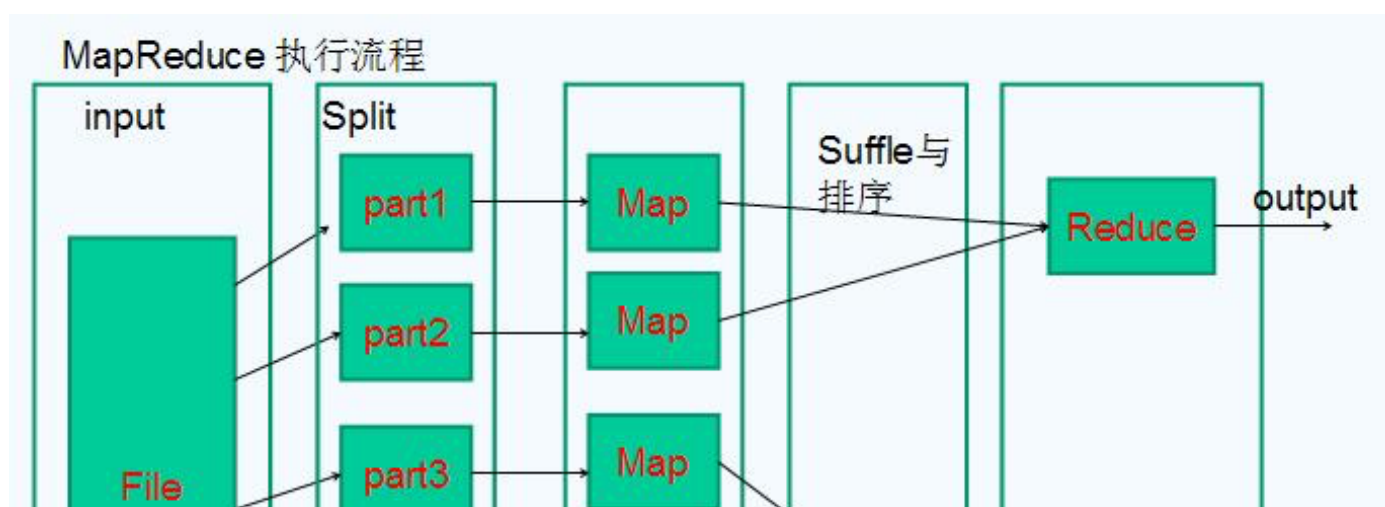 MapReduce 执行流程
input
Split
Suffle与
排序
part1
Map
Reduce
output
part2
Map
part3
Map
File